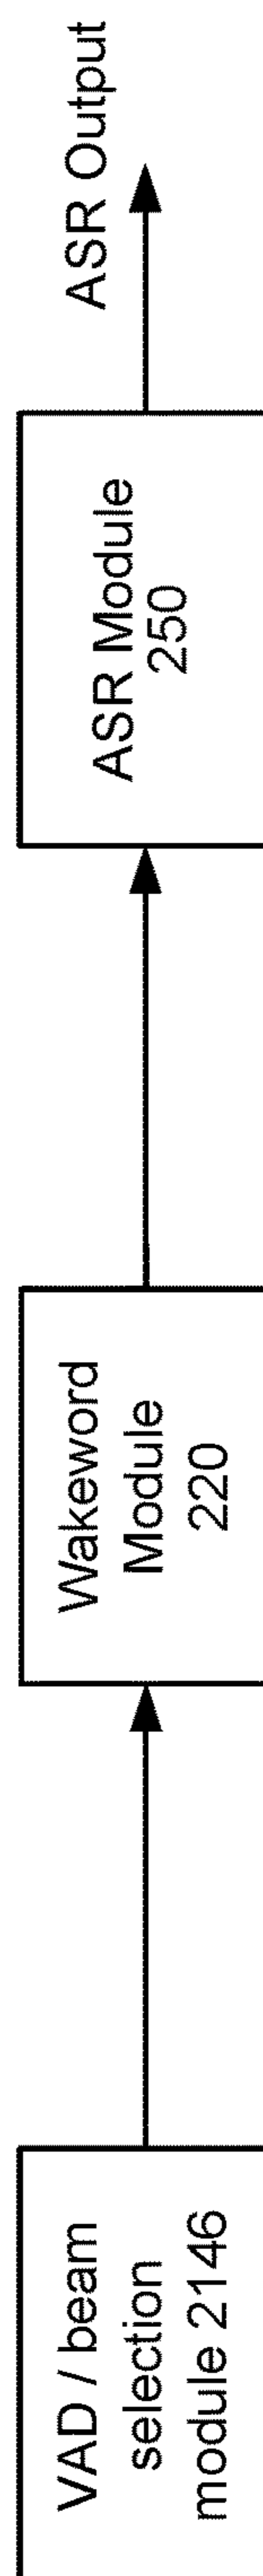 VAD / beam
selection
module 2146
Wakeword
Module
220
ASR Module
250
ASR Output